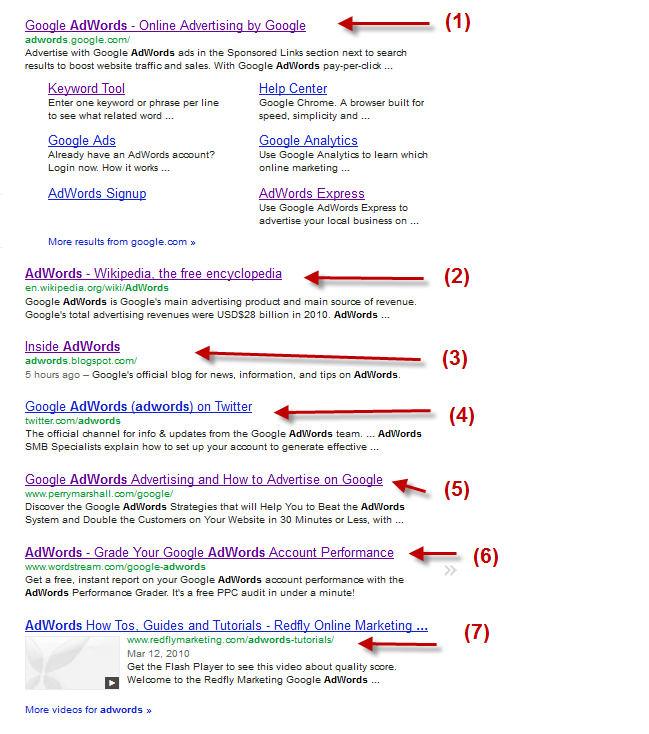 Google AdWords - Online Advertising by Google (1)
adwords.google.com/
Advertise with Google AdWords ads in the Sponsored Links section next to search
results to boost website traffic and sales. With Google AdWords pay-per-click ...
Keyword Tool
Enter one keyword or phrase per line
to see what related word ...
Help Center
Google Chrome. A browser built for
speed, simplicity and ...
Google Ads
Already have an AdWords account?
Login now. How it works ...
Google Analytics
Use Google Analytics to learn which
online marketing ...
AdWords Signup
AdWords Express
Use Google AdWords Express to
advertise your local business on ...
More results from google.com »
AdWords - Wikipedia, the free encyclopedia (2)
en.wikipedia.org/wiki/AdWords
Google AdWords is Google's main advertising product and main source of revenue.
Google's total advertising revenues were USD$28 billion in 2010. AdWords ...
Inside AdWords (3)
adwords.blogspot.com/
5 hours ago – Google's official blog for news, information, and tips on AdWords.
Google AdWords (adwords) on Twitter (4)
twitter.com/adwords
The official channel for info & updates from the Google AdWords team. ... AdWords
SMB Specialists explain how to set up your account to generate effective ...
Google AdWords Advertising and How to Advertise on Google (5)
www.perrymarshall.com/google/
Discover the Google AdWords Strategies that will Help You to Beat the AdWords
System and Double the Customers on Your Website in 30 Minutes or Less, with ...
AdWords - Grade Your Google AdWords Account Performance (6)
www.wordstream.com/google-adwords
»
Get a free, instant report on your Google AdWords account performance with the
AdWords Performance Grader. It's a free PPC audit in under a minute!
AdWords How Tos, Guides and Tutorials - Redfly Online Marketing ... (7)
www.redflymarketing.com/adwords-tutorials/
Mar 12, 2010
Get the Flash Player to see this video about quality score.
Welcome to the Redfly Marketing Google AdWords ...
More videos for adwords »